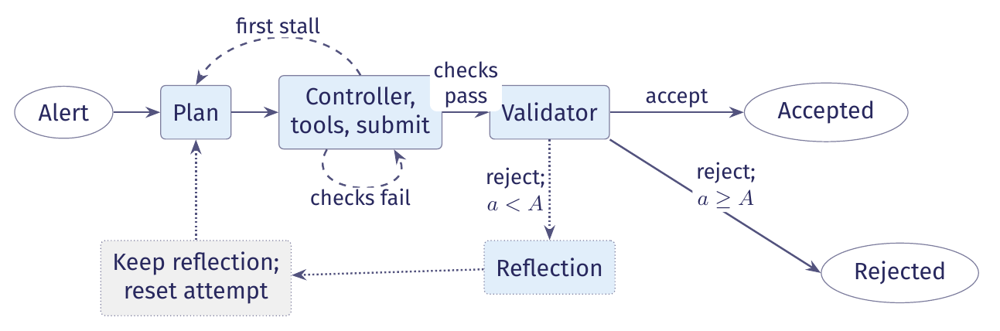 first stall
Alert
Plan
Controller,
tools, submit
checks
pass
Validator
accept
Accepted
checks fail
reject;
a < A
reject;
a ≥ A
Keep reflection;
reset attempt
Reflection
Rejected